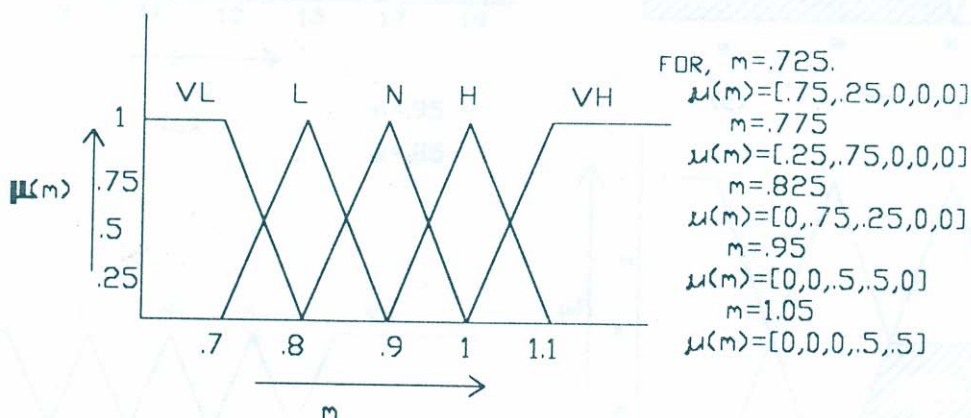 VL L N H VH
1
.75
.5
.25
μ(m)
.7 .8 .9 1 1.1
m
FOR, m=.725.
μ(m)=[.75,.25,0,0,0]
m=.775
μ(m)=[.25,.75,0,0,0]
m=.825
μ(m)=[0,.75,.25,0,0]
m=.95
μ(m)=[0,0,.5,.5,0]
m=1.05
μ(m)=[0,0,0,.5,.5]